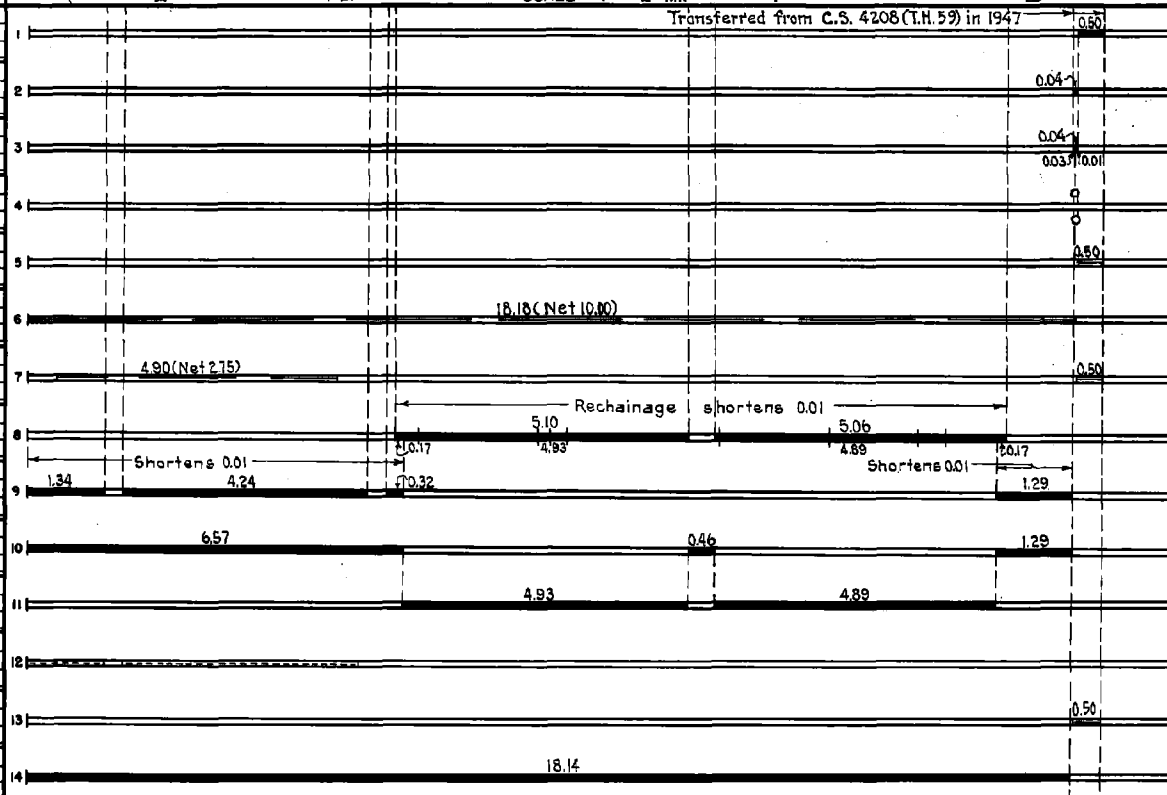 Transferred from C.S. 4208 (T.H. 59) in 1947
1 0.50
2 0.04
3 0.04
0.03 0.01
4
5 0.50
6 18.18 (Net 10.00)
7 4.90 (Net 2.75) 0.50
Rechainage shortens 0.01
8 5.10 5.06
0.17 4.93 4.89 0.17
Shortens 0.01 Shortens 0.01
9 1.34 4.24 0.32 1.29
10 6.57 0.46 1.29
11 4.93 4.89
12
13 0.50
14 18.14